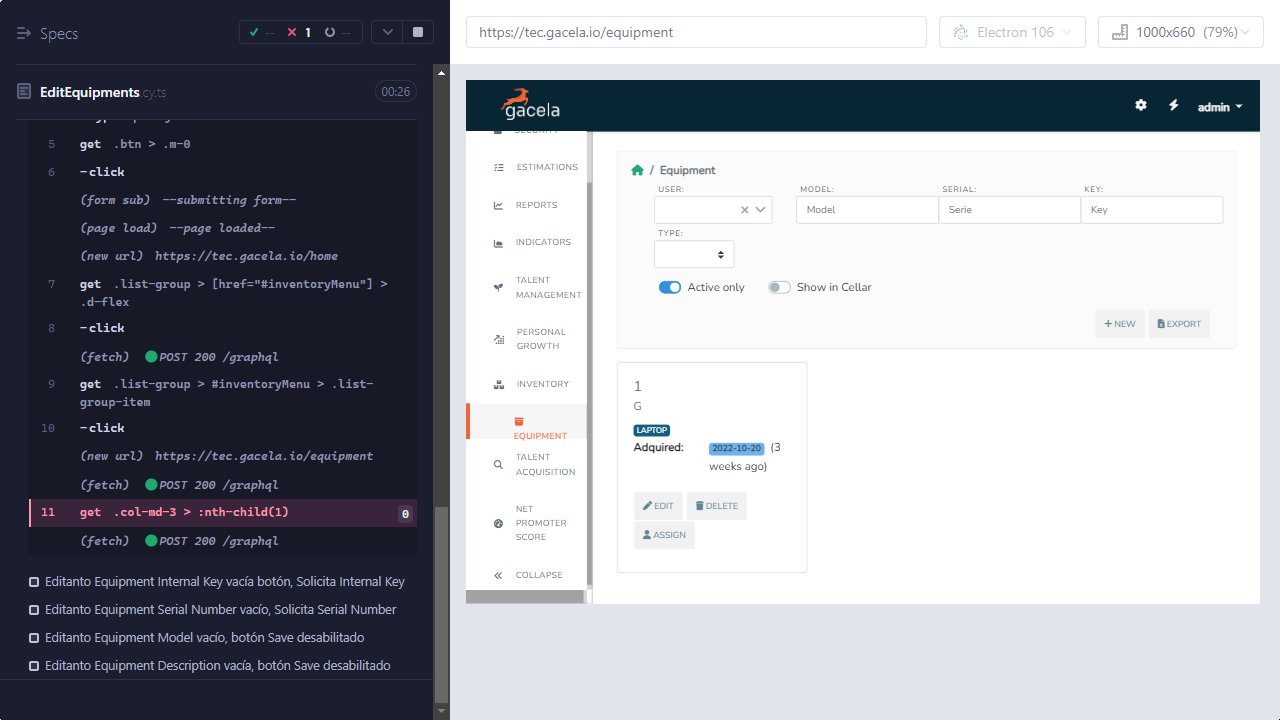 Specs
-- 1 --
EditEquipments.cy.ts
00:26
5 get .btn > .m-0
6 -click
(form sub) --submitting form--
(page load) --page loaded--
(new url) https://tec.gacela.io/home
7 get .list-group > [href="#inventoryMenu"] >
.d-flex
8 -click
(fetch) POST 200 /graphql
9 get .list-group > #inventoryMenu > .list-
group-item
10 -click
(new url) https://tec.gacela.io/equipment
(fetch) POST 200 /graphql
11 get .col-md-3 > :nth-child(1) 0
(fetch) POST 200 /graphql
Editanto Equipment Internal Key vacía botón, Solicita Internal Key
Editanto Equipment Serial Number vacío, Solicita Serial Number
Editanto Equipment Model vacío, botón Save desabilitado
Editanto Equipment Description vacía, botón Save desabilitado
https://tec.gacela.io/equipment
Electron 106
1000x660 (79%)
gacela
admin
SECURITY
ESTIMATIONS
REPORTS
INDICATORS
TALENT
MANAGEMENT
PERSONAL
GROWTH
INVENTORY
EQUIPMENT
TALENT
ACQUISITION
NET
PROMOTER
SCORE
COLLAPSE
/ Equipment
USER: MODEL: SERIAL: KEY:
Model Serie Key
TYPE:
Active only Show in Cellar
NEW EXPORT
1
G
LAPTOP
Adquired: 2022-10-20 (3
weeks ago)
EDIT DELETE
ASSIGN